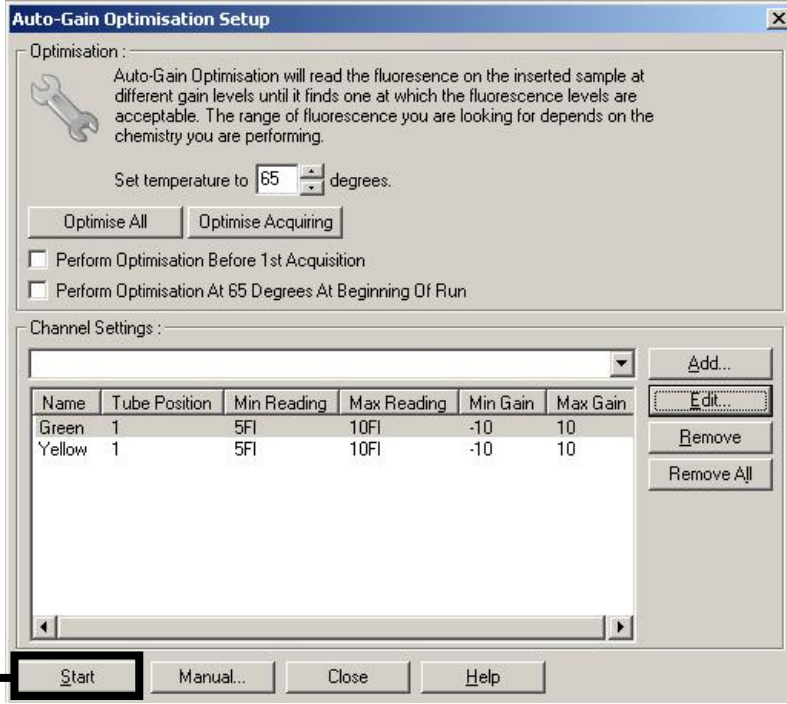 Auto-Gain Optimisation Setup
Optimisation :
Auto-Gain Optimisation will read the fluoresence on the inserted sample at
different gain levels until it finds one at which the fluorescence levels are
acceptable. The range of fluorescence you are looking for depends on the
chemistry you are performing.
Set temperature to 65 degrees.
Optimise All Optimise Acquiring
Perform Optimisation Before 1st Acquisition
Perform Optimisation At 65 Degrees At Beginning Of Run
Channel Settings :
Add...
Name Tube Position Min Reading Max Reading Min Gain Max Gain
Edit...
Green 1 5Fl 10Fl -10 10
Yellow 1 5Fl 10Fl -10 10
Remove
Remove All
Start Manual... Close Help